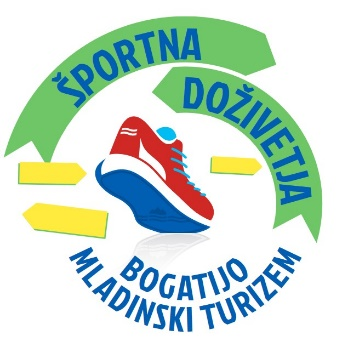 ŠPORTNA
DOŽIVETJA
BOGATIJO
MLADINSKI TURIZEM